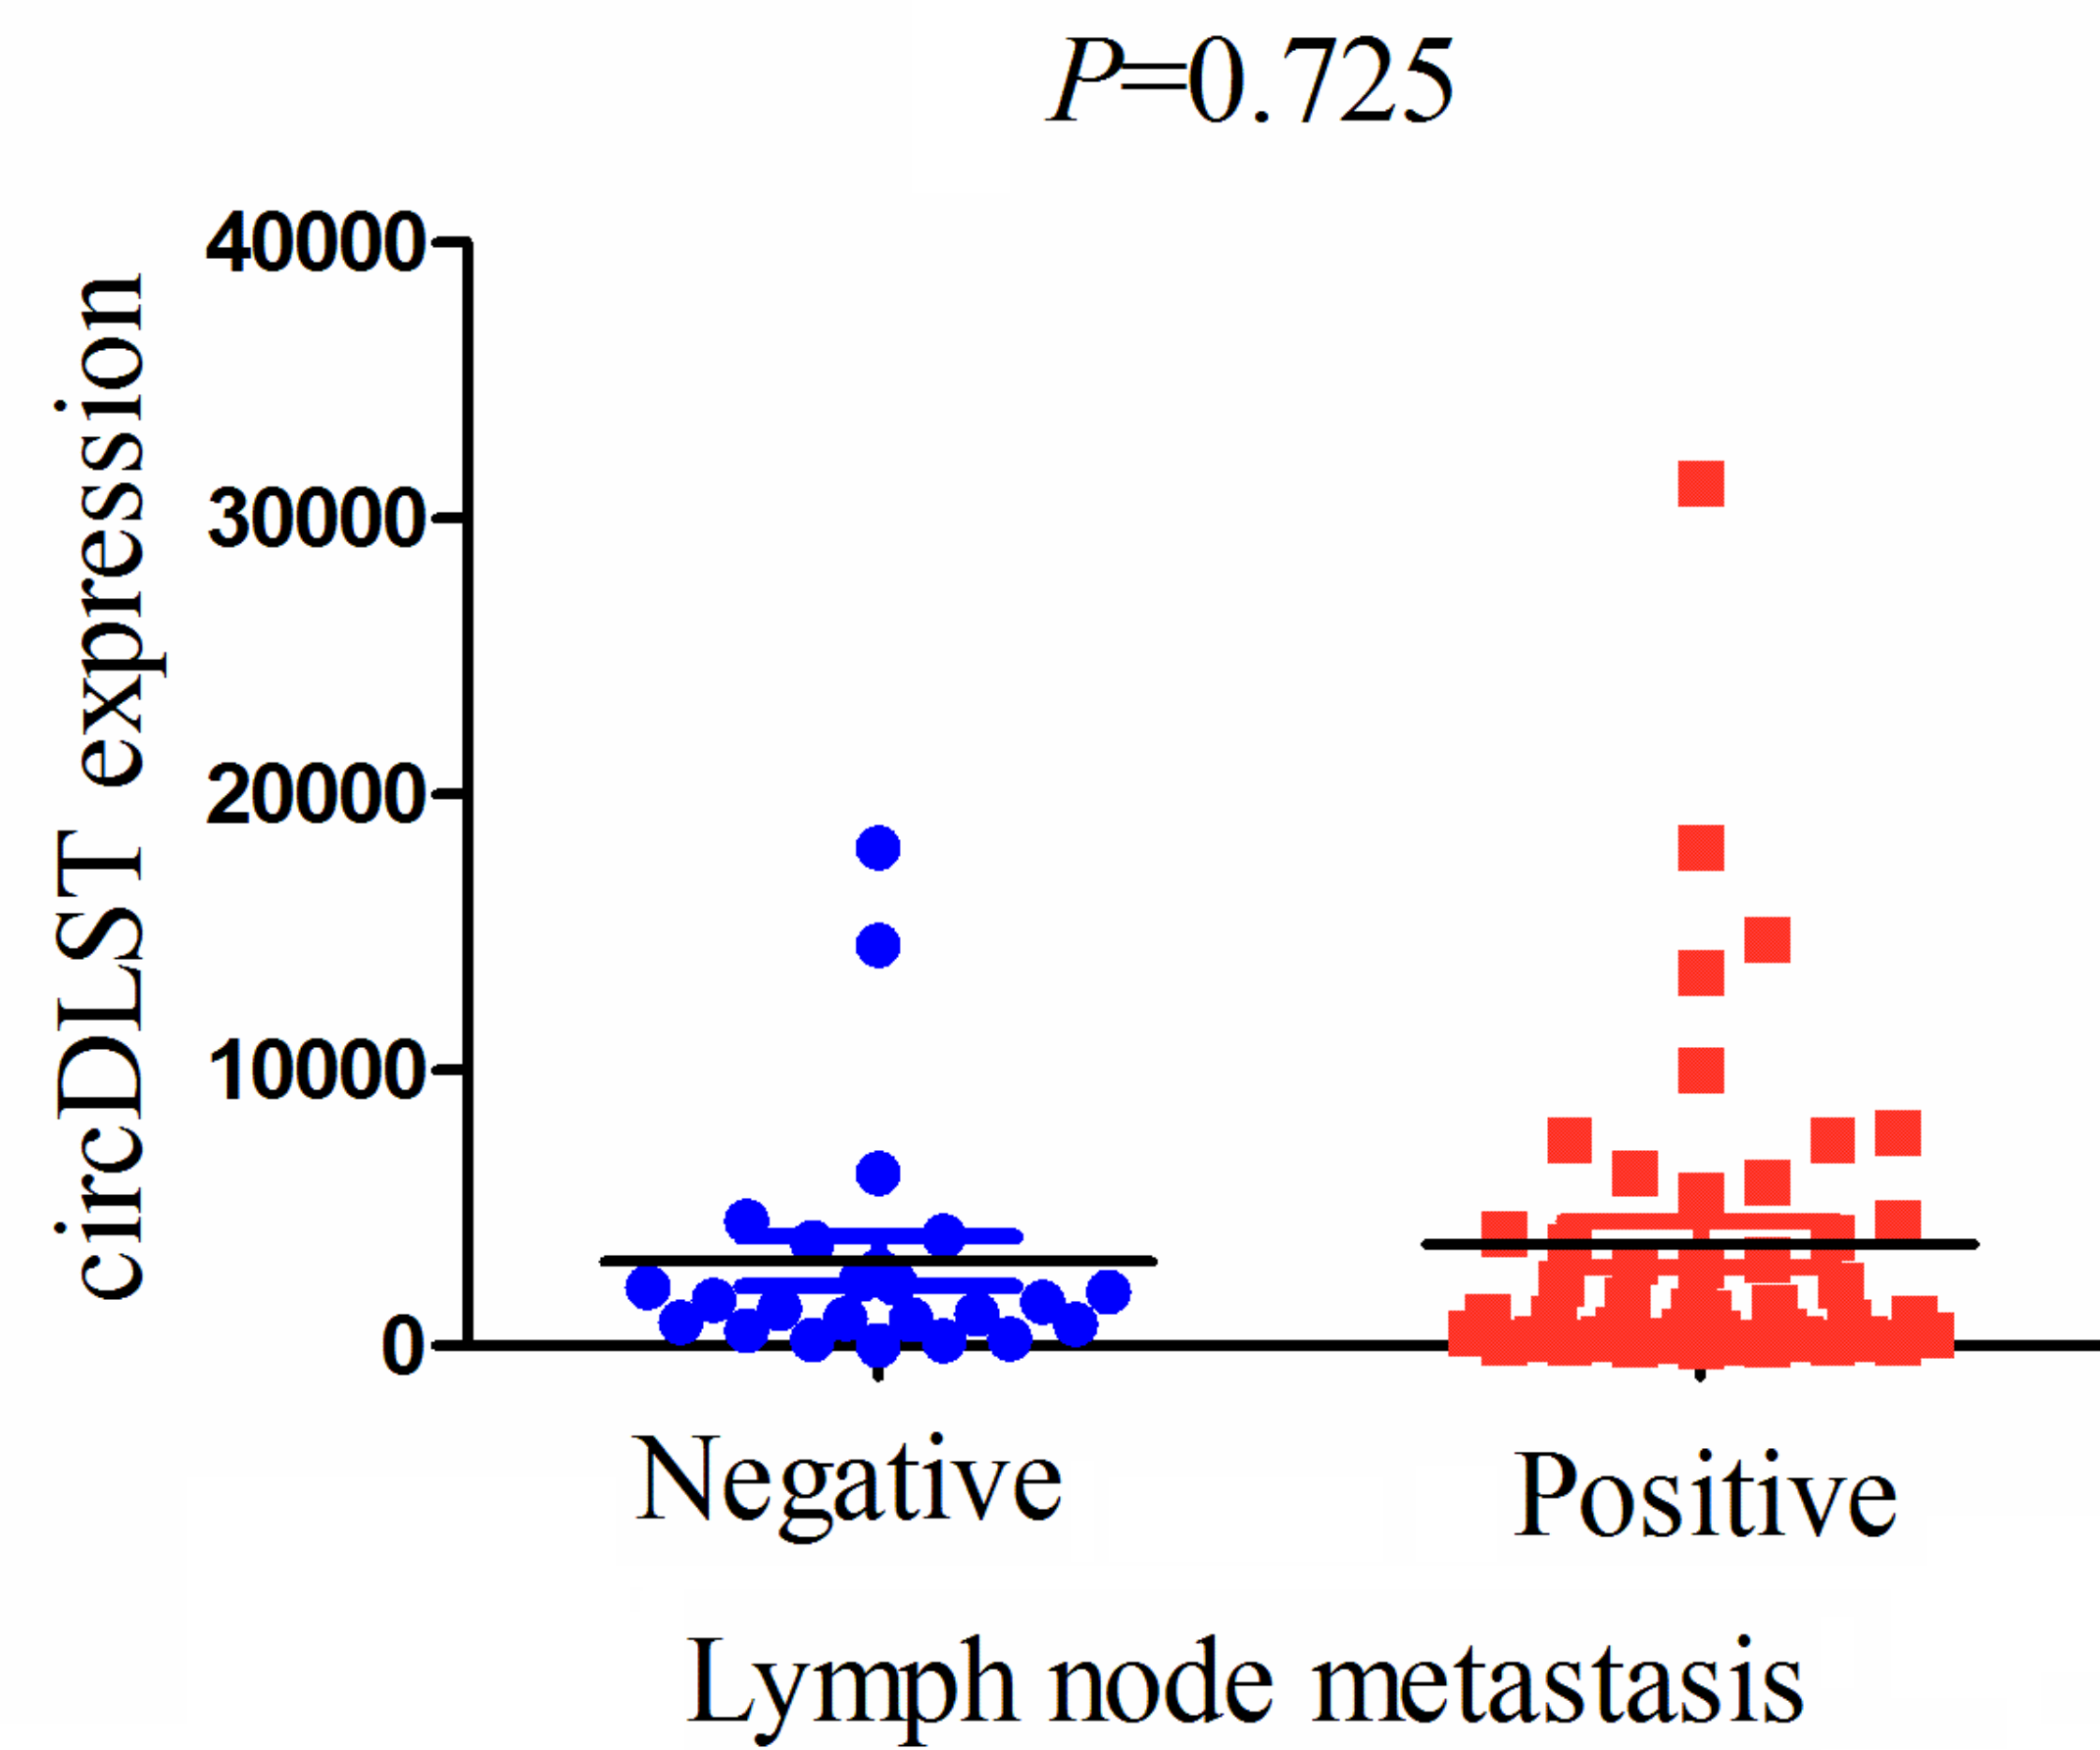 P=0.725
circDLST expression
40000
30000
20000
10000
0
Negative
Positive
Lymph node metastasis